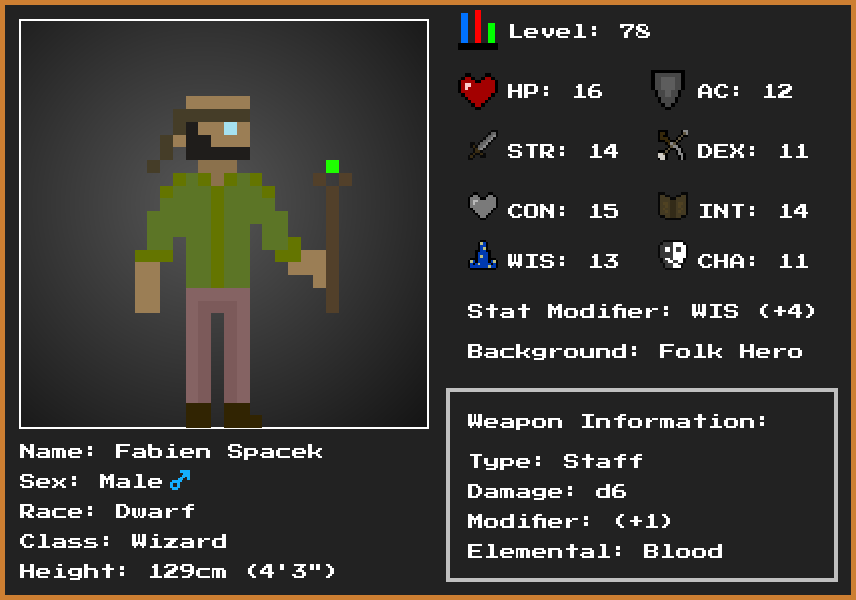 Level: 78
HP: 16 AC: 12
STR: 14 DEX: 11
CON: 15 INT: 14
WIS: 13 CHA: 11
Stat Modifier: WIS (+4)
Background: Folk Hero
Weapon Information:
Type: Staff
Damage: d6
Modifier: (+1)
Elemental: Blood
Name: Fabien Spacek
Sex: Male♂
Race: Dwarf
Class: Wizard
Height: 129cm (4'3")